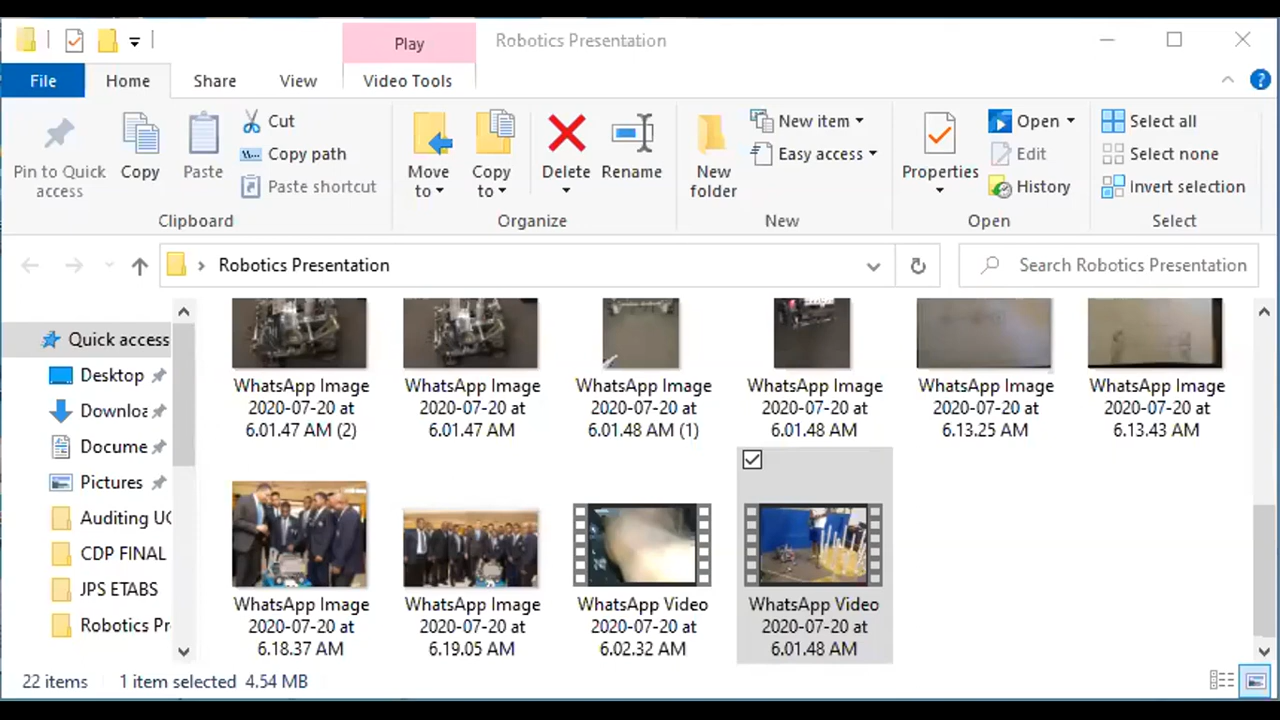 Play
Robotics Presentation
File
Home
Share
View
Video Tools
Pin to Quick
access
Copy
Paste
Cut
Copy path
Paste shortcut
Clipboard
Move
to
Copy
to
Delete
Rename
Organize
New
folder
New item
Easy access
New
Properties
Open
Edit
History
Open
Select all
Select none
Invert selection
Select
Robotics Presentation
Search Robotics Presentation
Quick access
Desktop
Downloa
Docume
Pictures
Auditing UC
CDP FINAL
JPS ETABS
Robotics Pr
WhatsApp Image
2020-07-20 at
6.01.47 AM (2)
WhatsApp Image
2020-07-20 at
6.01.47 AM
WhatsApp Image
2020-07-20 at
6.01.48 AM (1)
WhatsApp Image
2020-07-20 at
6.01.48 AM
WhatsApp Image
2020-07-20 at
6.13.25 AM
WhatsApp Image
2020-07-20 at
6.13.43 AM
WhatsApp Image
2020-07-20 at
6.18.37 AM
WhatsApp Image
2020-07-20 at
6.19.05 AM
WhatsApp Video
2020-07-20 at
6.02.32 AM
WhatsApp Video
2020-07-20 at
6.01.48 AM
22 items
1 item selected 4.54 MB